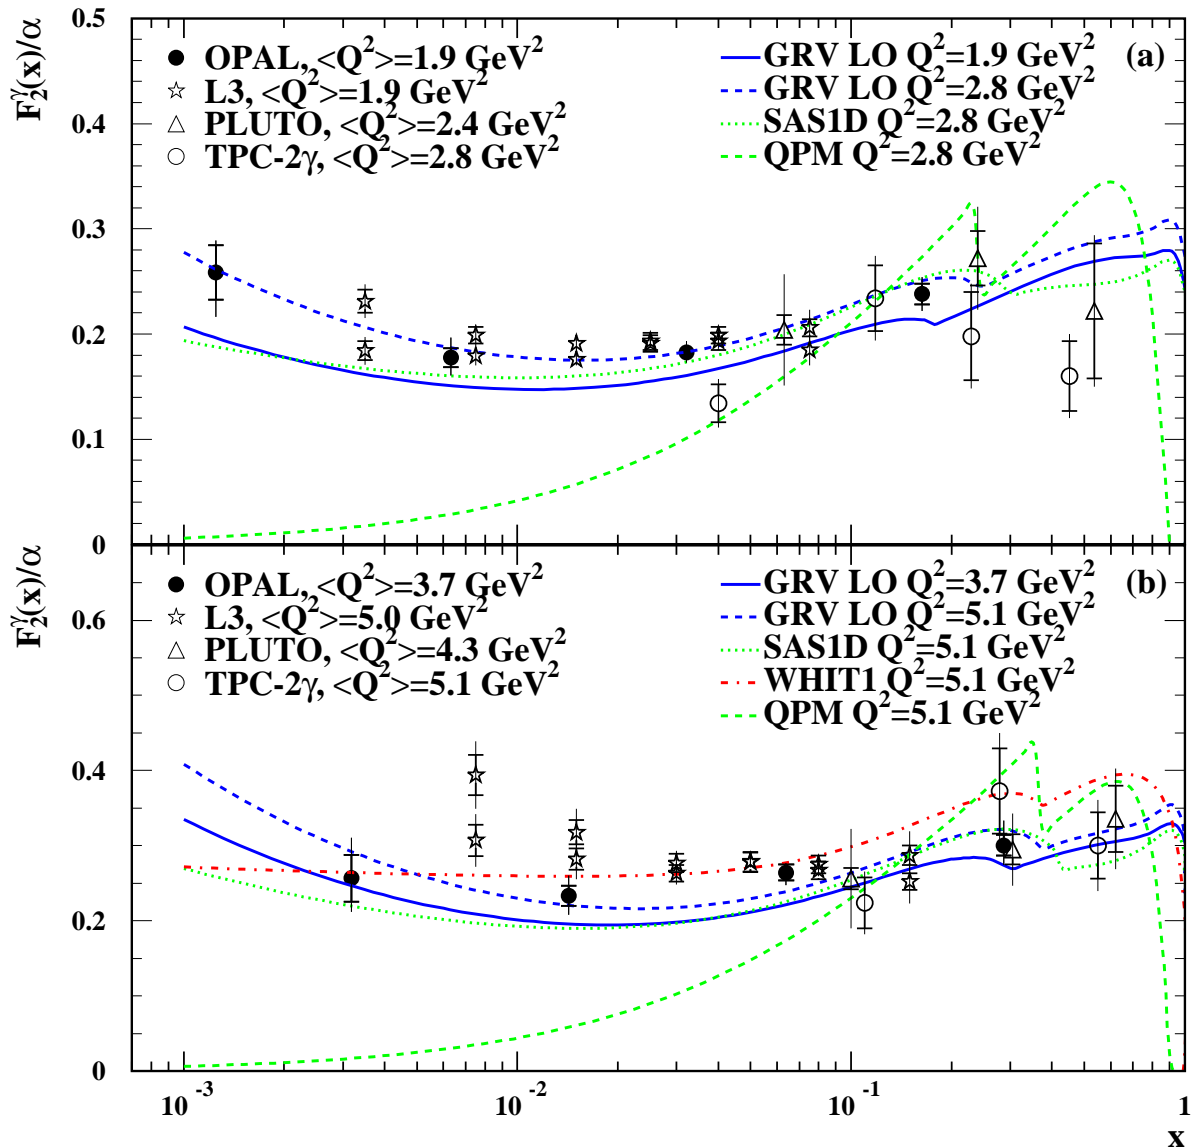 F₂^γ(x)/α
0.5
0.4
0.3
0.2
0.1
0
OPAL, <Q²>=1.9 GeV²
L3, <Q²>=1.9 GeV²
PLUTO, <Q²>=2.4 GeV²
TPC-2γ, <Q²>=2.8 GeV²
GRV LO Q²=1.9 GeV²
GRV LO Q²=2.8 GeV²
SAS1D Q²=2.8 GeV²
QPM Q²=2.8 GeV²
(a)
F₂^γ(x)/α
0.6
0.4
0.2
0
OPAL, <Q²>=3.7 GeV²
L3, <Q²>=5.0 GeV²
PLUTO, <Q²>=4.3 GeV²
TPC-2γ, <Q²>=5.1 GeV²
GRV LO Q²=3.7 GeV²
GRV LO Q²=5.1 GeV²
SAS1D Q²=5.1 GeV²
WHIT1 Q²=5.1 GeV²
QPM Q²=5.1 GeV²
(b)
10⁻³ 10⁻² 10⁻¹ 1
x